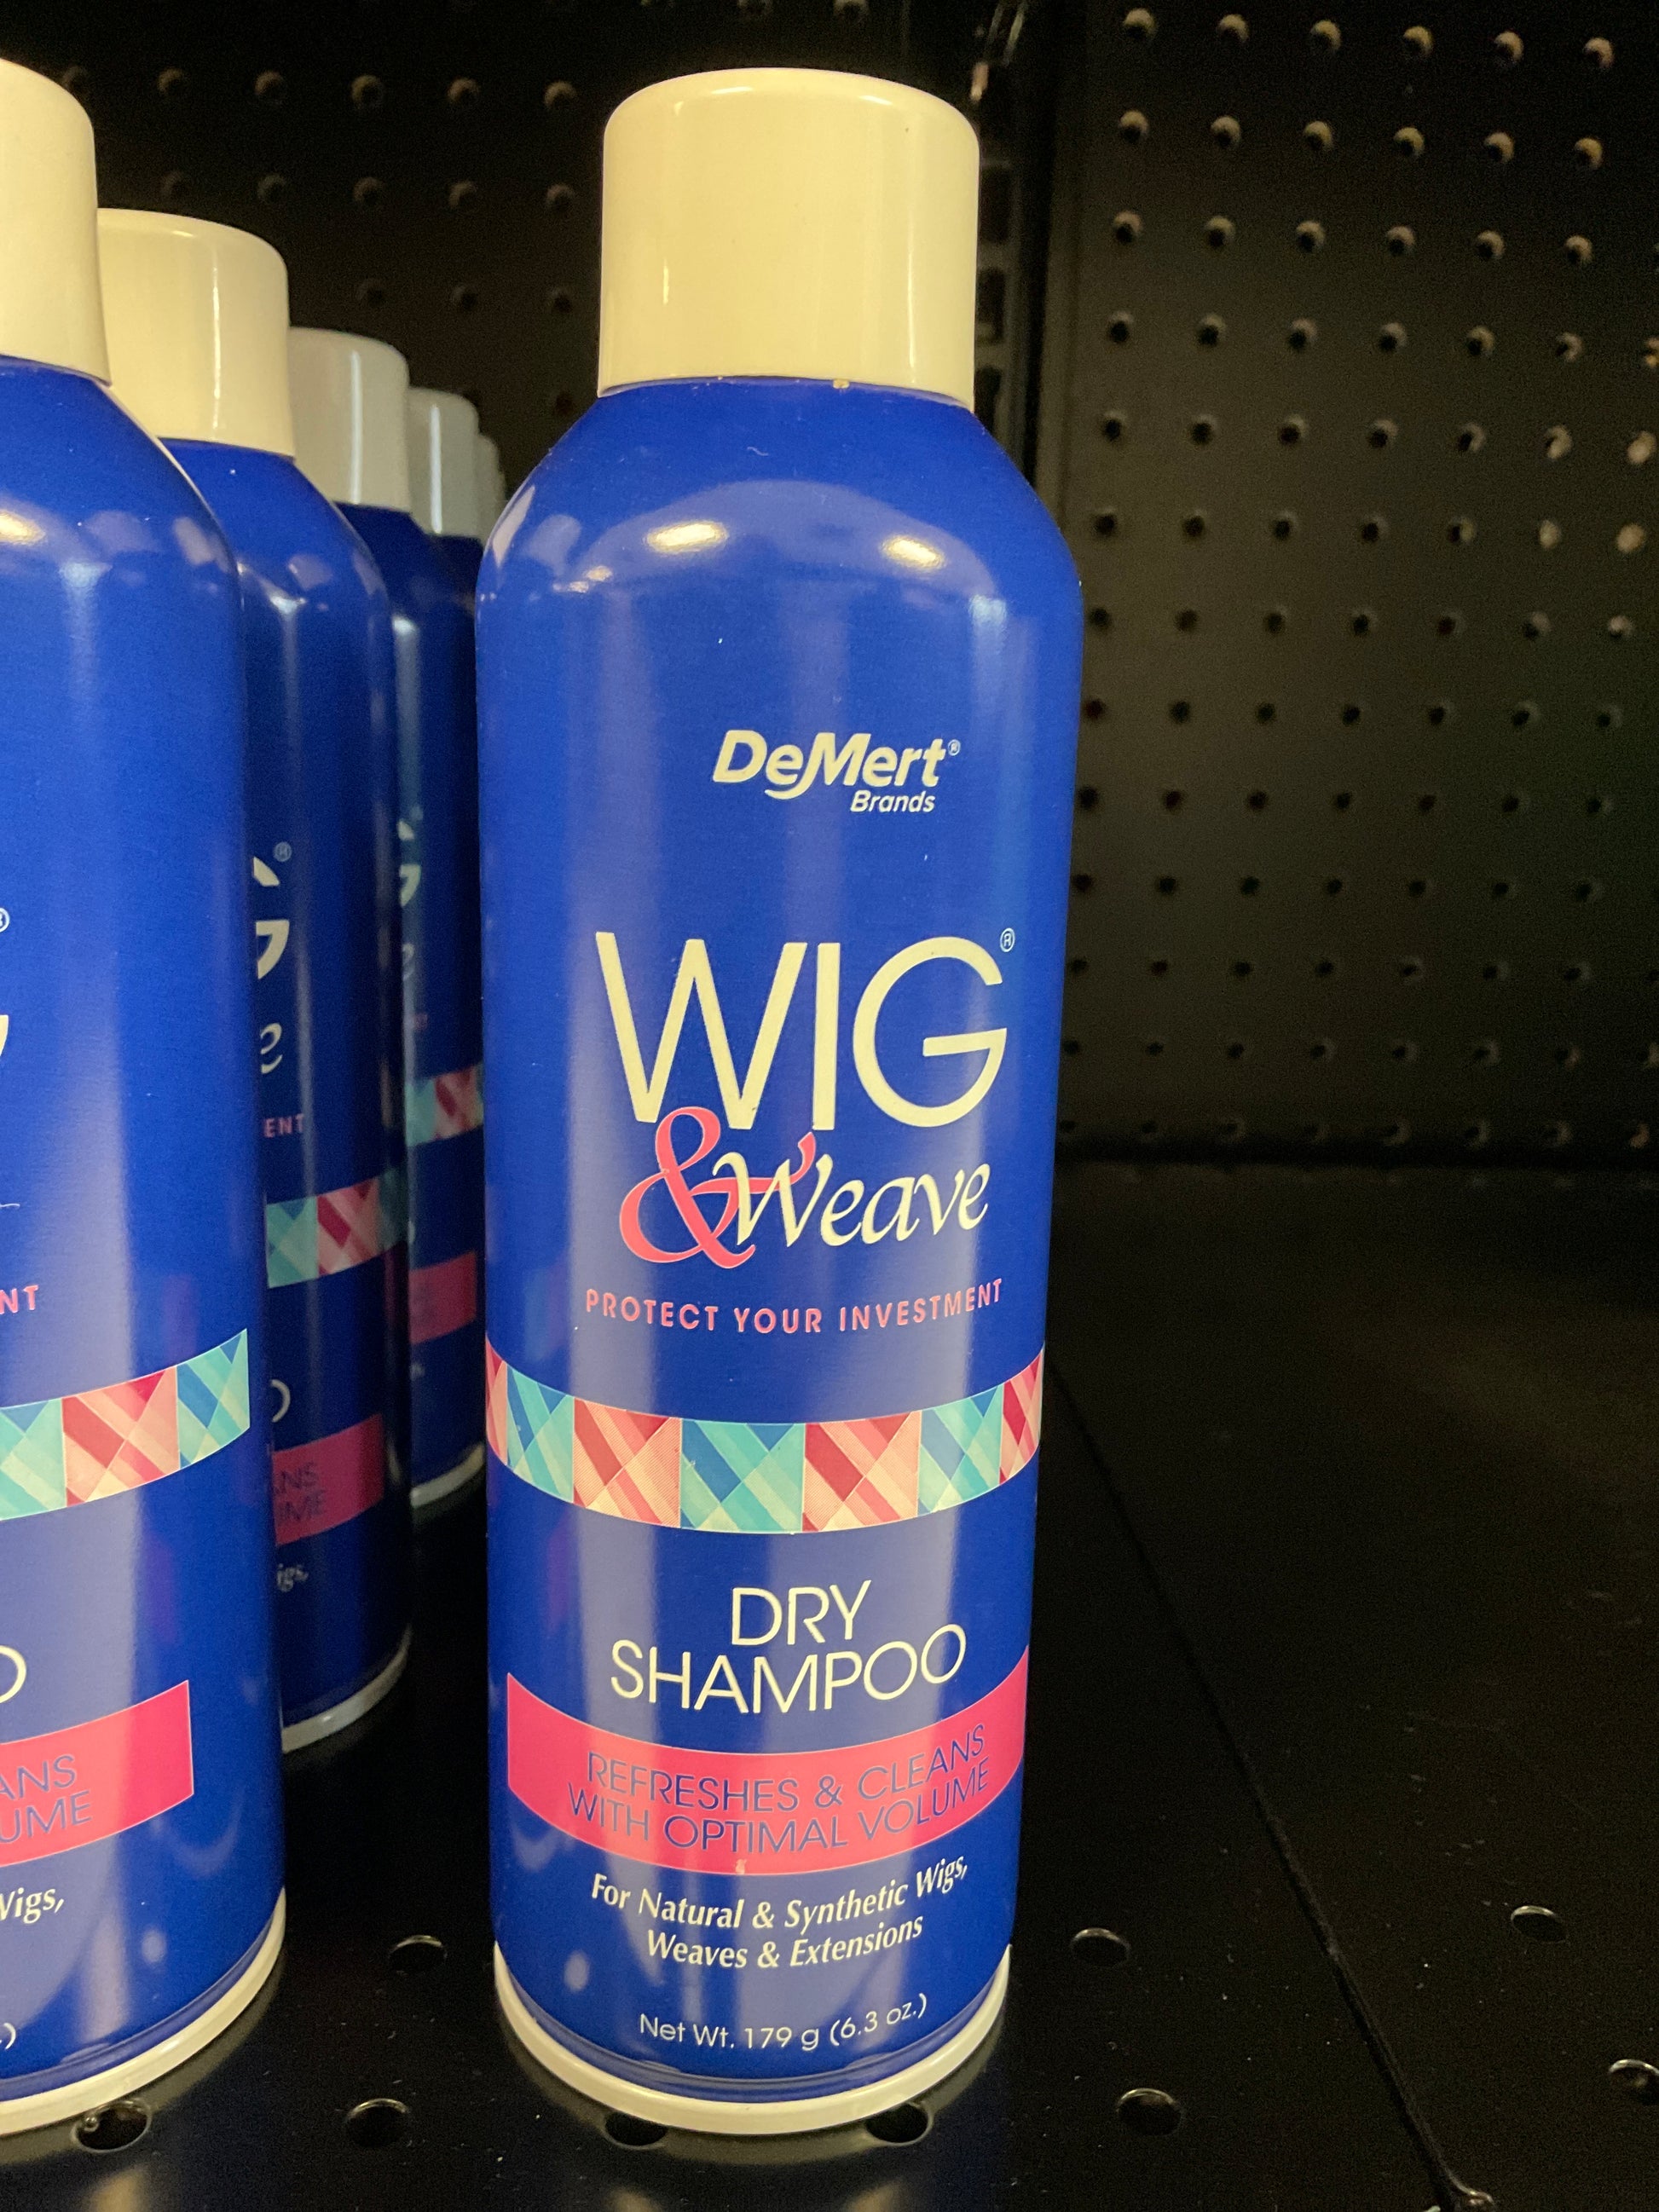 DeMert®
Brands
WIG®
& Weave
PROTECT YOUR INVESTMENT
DRY
SHAMPOO
REFRESHES & CLEANS
WITH OPTIMAL VOLUME
For Natural & Synthetic Wigs,
Weaves & Extensions
Net Wt. 179 g (6.3 oz.)